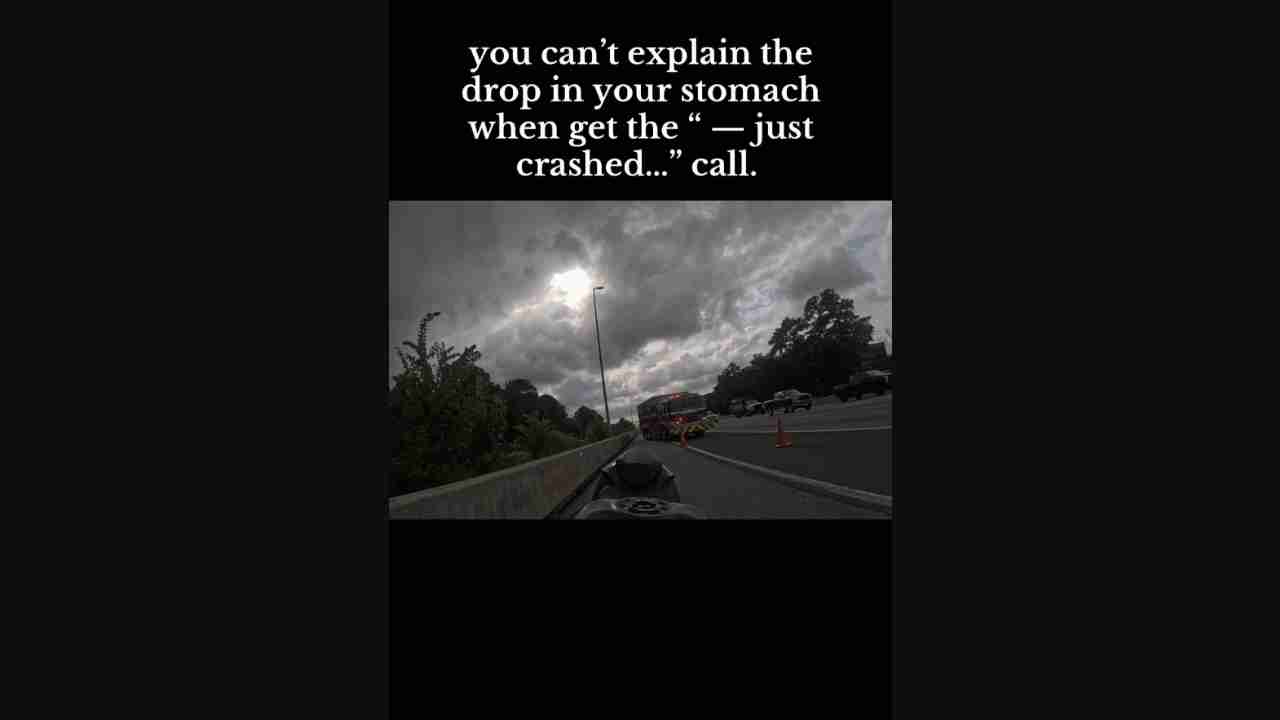 you can’t explain the
drop in your stomach
when get the “ — just
crashed...” call.